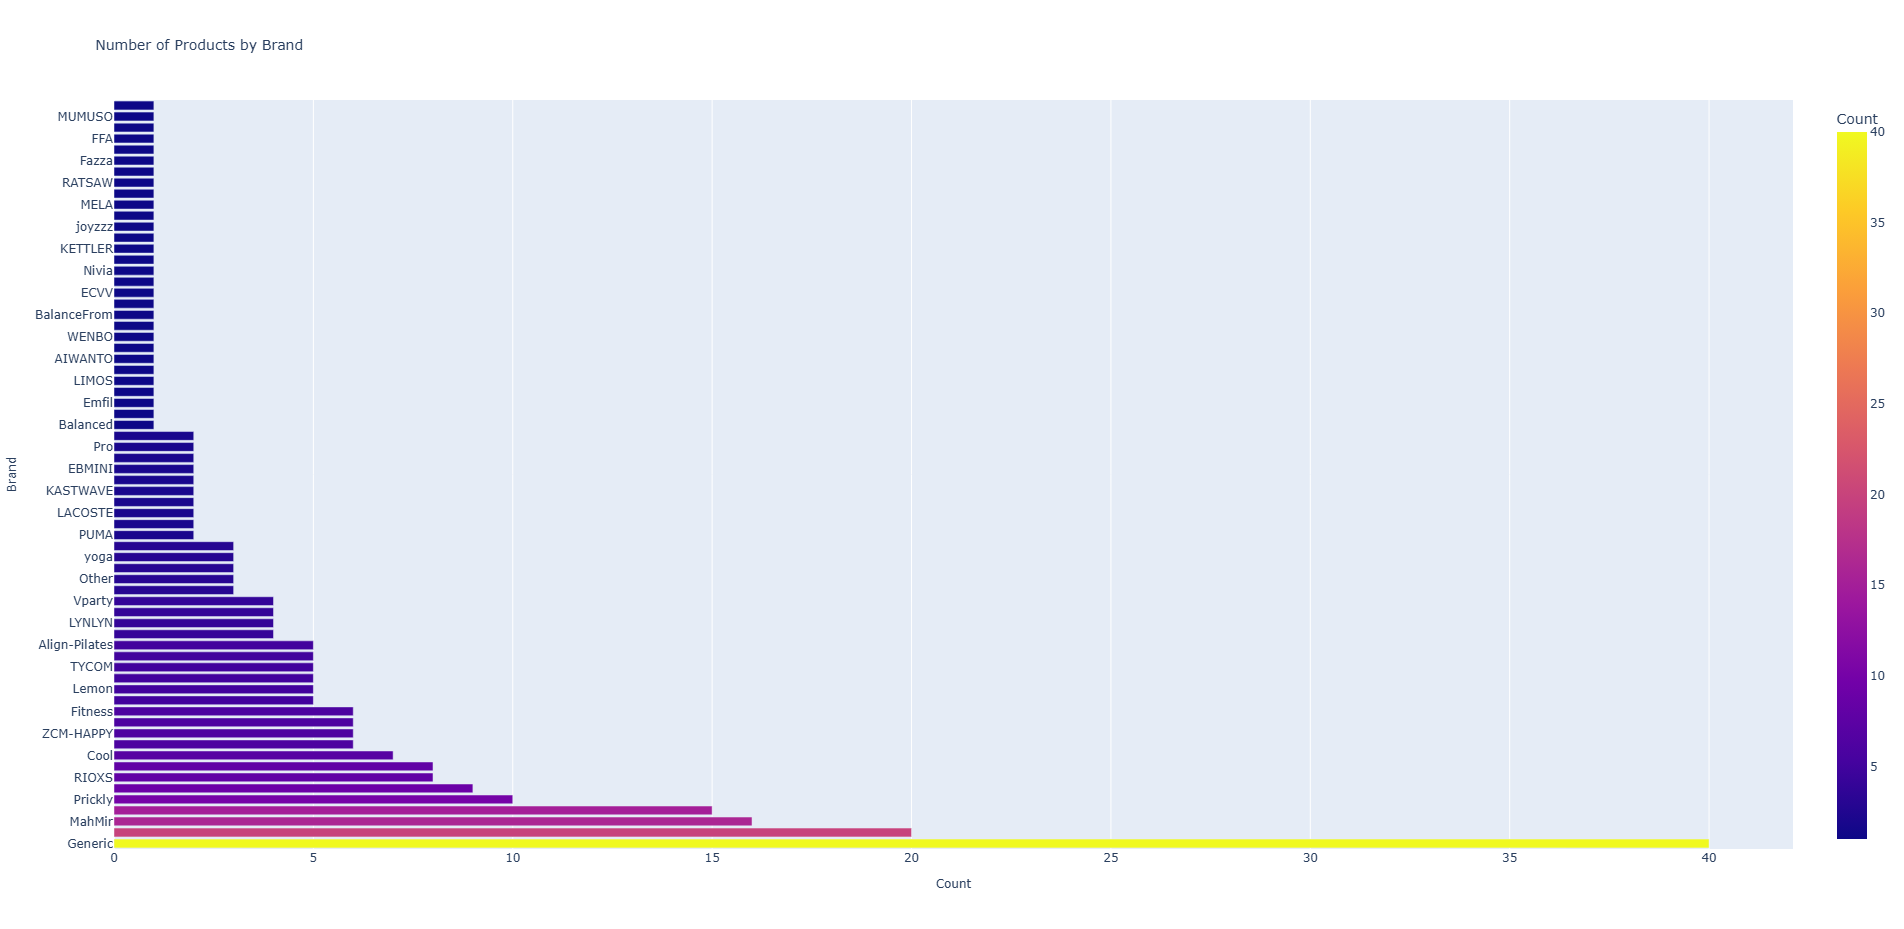 Number of Products by Brand
MUMUSO
FFA
Fazza
RATSAW
MELA
joyzzz
KETTLER
Nivia
ECVV
BalanceFrom
WENBO
AIWANTO
LIMOS
Emfil
Balanced
Pro
EBMINI
KASTWAVE
LACOSTE
PUMA
yoga
Other
Vparty
LYNLYN
Align-Pilates
TYCOM
Lemon
Fitness
ZCM-HAPPY
Cool
RIOXS
Prickly
MahMir
Generic
Brand
0 5 10 15 20 25 30 35 40
Count
Count
40
35
30
25
20
15
10
5